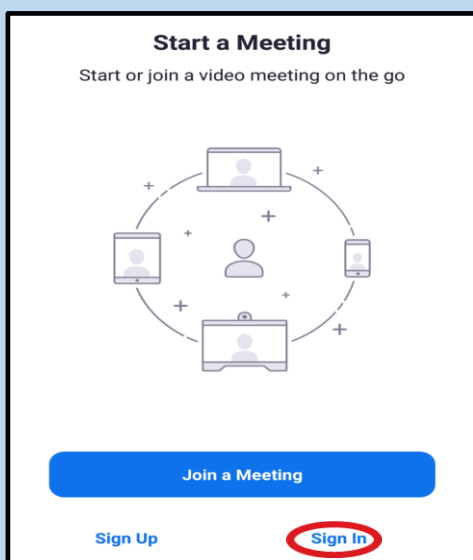 Start a Meeting
Start or join a video meeting on the go
Join a Meeting
Sign Up
Sign In